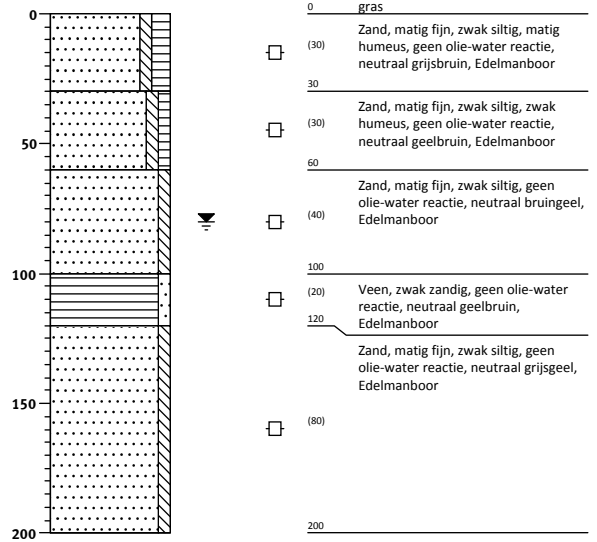 0
0 gras
(30) Zand, matig fijn, zwak siltig, matig
humeus, geen olie-water reactie,
neutraal grijsbruin, Edelmanboor
30
50
(30) Zand, matig fijn, zwak siltig, zwak
humeus, geen olie-water reactie,
neutraal geelbruin, Edelmanboor
60
(40) Zand, matig fijn, zwak siltig, geen
olie-water reactie, neutraal bruingeel,
Edelmanboor
100
100
(20) Veen, zwak zandig, geen olie-water
reactie, neutraal geelbruin,
120 Edelmanboor
Zand, matig fijn, zwak siltig, geen
olie-water reactie, neutraal grijsgeel,
Edelmanboor
150
(80)
200
200